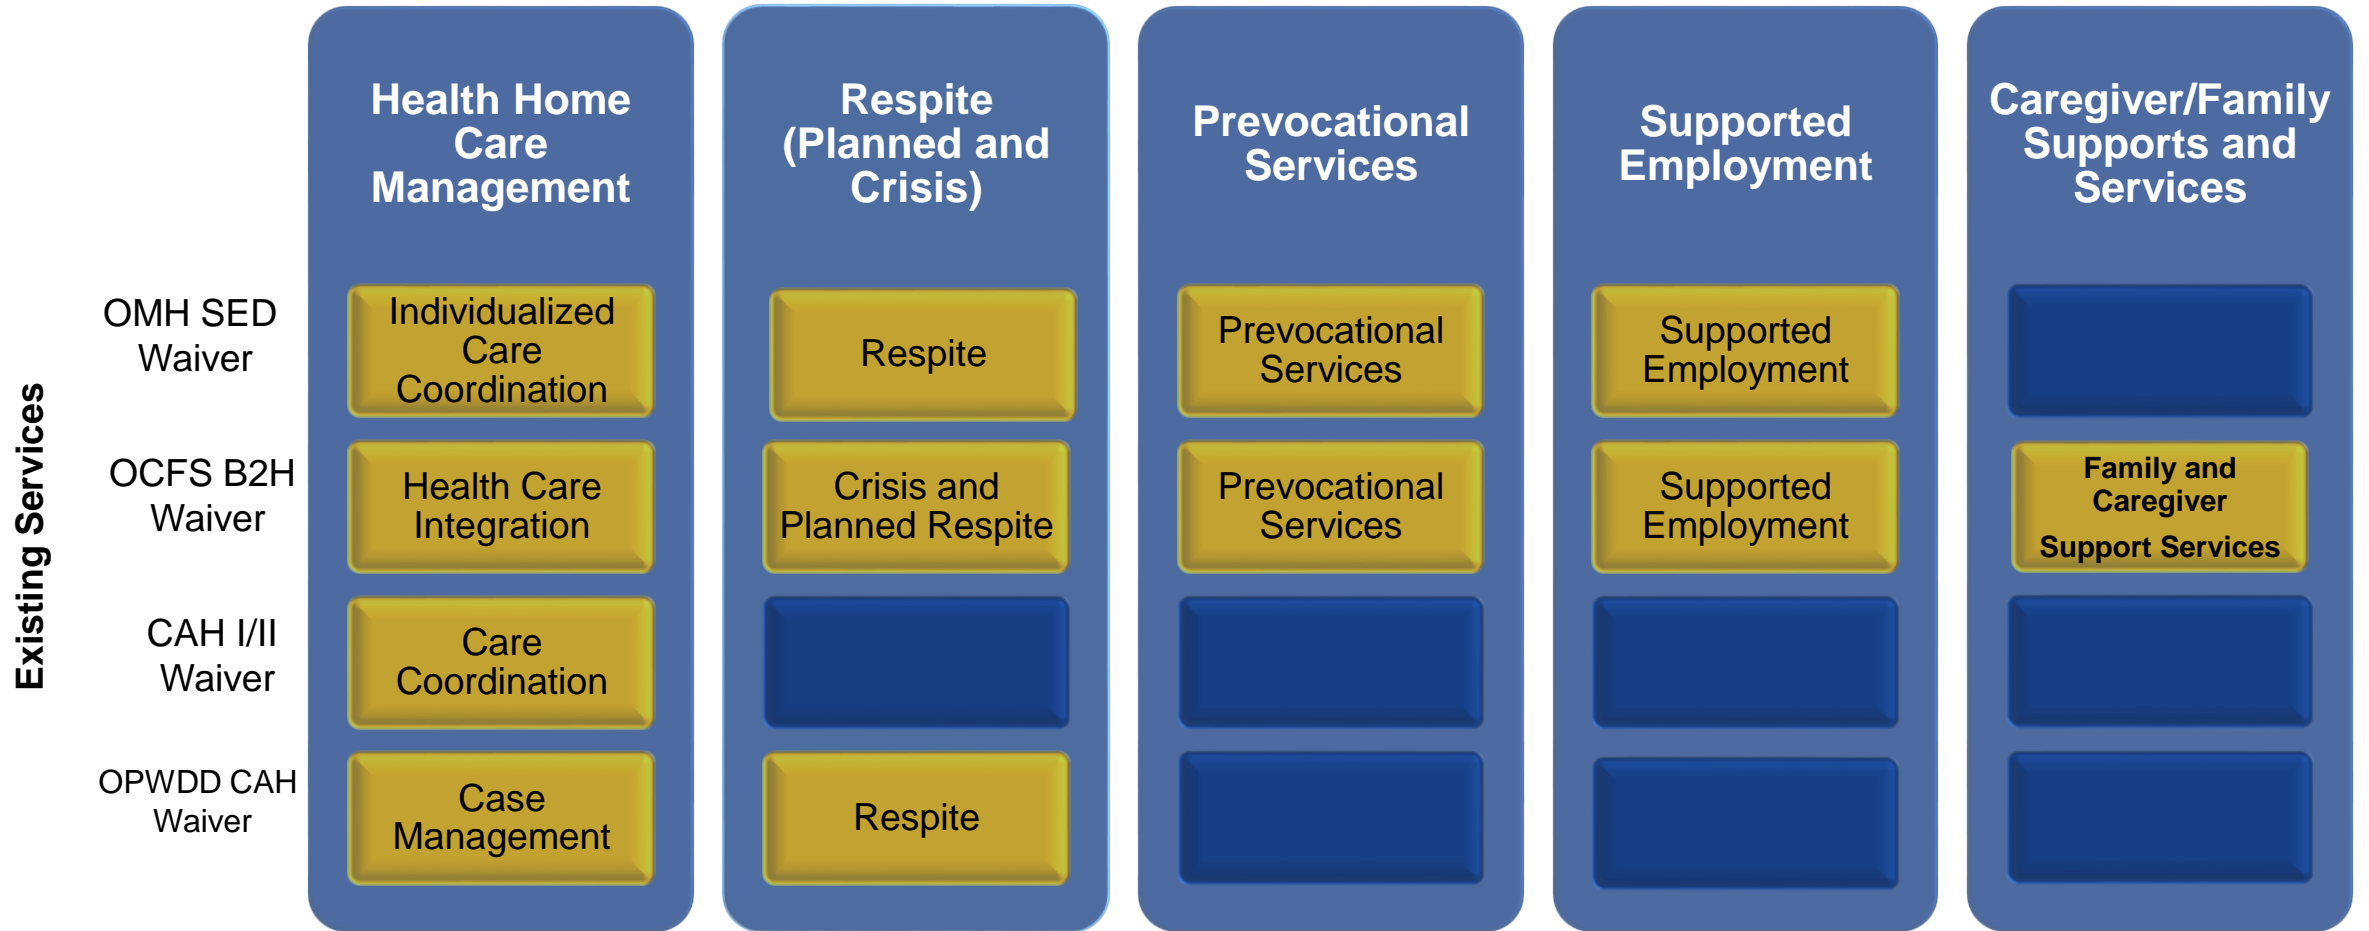 Health Home
Care
Management
Respite
(Planned and
Crisis)
Prevocational
Services
Supported
Employment
Caregiver/Family
Supports and
Services
Existing Services
OMH SED
Waiver
Individualized
Care
Coordination
Respite
Prevocational
Services
Supported
Employment
OCFS B2H
Waiver
Health Care
Integration
Crisis and
Planned Respite
Prevocational
Services
Supported
Employment
Family and
Caregiver
Support Services
CAH I/II
Waiver
Care
Coordination
OPWDD CAH
Waiver
Case
Management
Respite